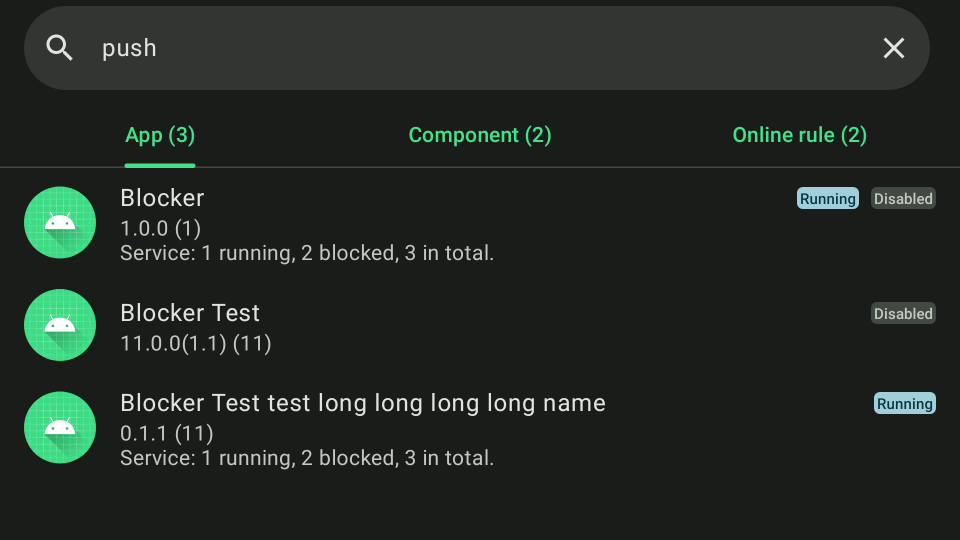 push
App (3)
Component (2)
Online rule (2)
Blocker
Running
Disabled
1.0.0 (1)
Service: 1 running, 2 blocked, 3 in total.
Blocker Test
Disabled
11.0.0(1.1) (11)
Blocker Test test long long long long name
Running
0.1.1 (11)
Service: 1 running, 2 blocked, 3 in total.